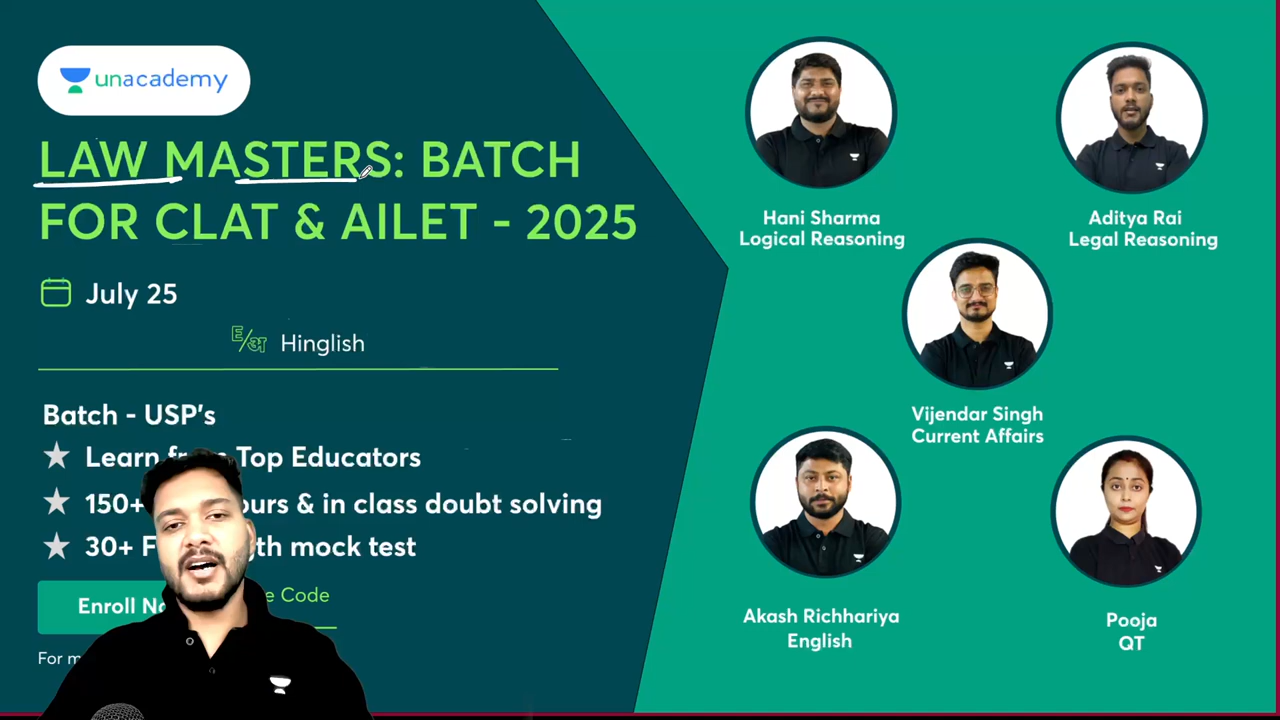 unacademy
LAW MASTERS: BATCH
FOR CLAT & AILET - 2025
July 25
E/अ Hinglish
Batch - USP's
Learn Top Educators
150+ & in class doubt solving
30+ mock test
Enroll
Code
For
Hani Sharma
Logical Reasoning
Aditya Rai
Legal Reasoning
Vijendar Singh
Current Affairs
Akash Richhariya
English
Pooja
QT